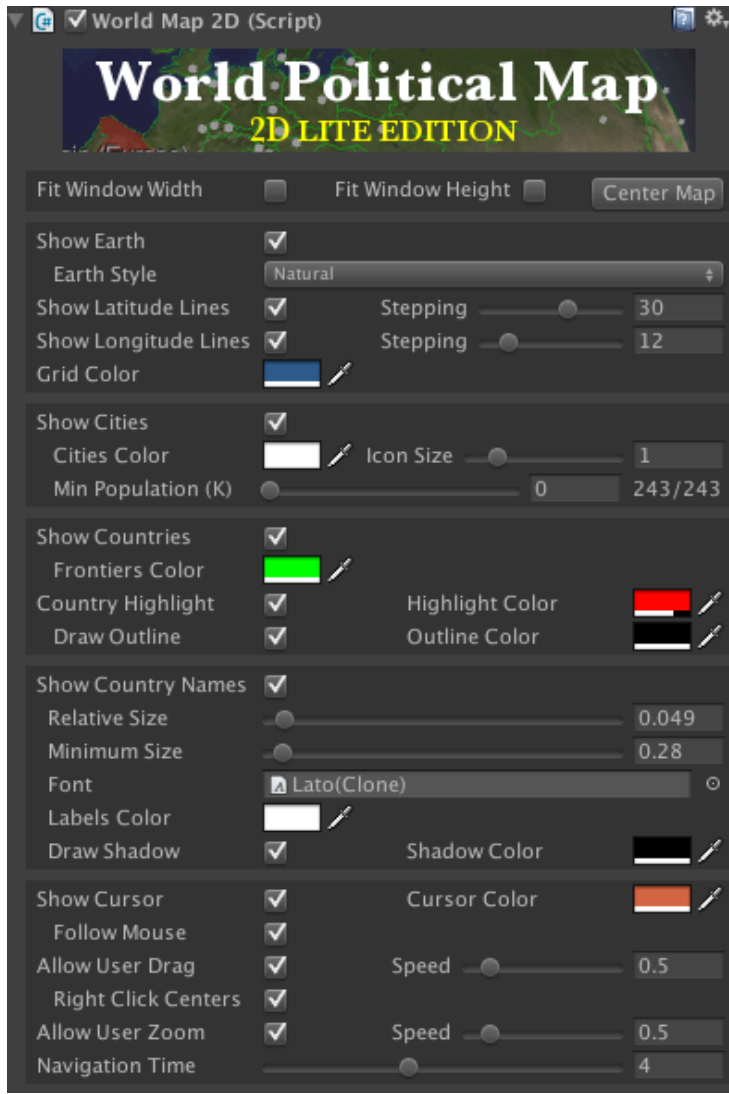 World Map 2D (Script)
World Political Map
2D LITE EDITION
Fit Window Width Fit Window Height Center Map
Show Earth
Earth Style Natural
Show Latitude Lines Stepping 30
Show Longitude Lines Stepping 12
Grid Color
Show Cities
Cities Color Icon Size 1
Min Population (K) 0 243/243
Show Countries
Frontiers Color
Country Highlight Highlight Color
Draw Outline Outline Color
Show Country Names
Relative Size 0.049
Minimum Size 0.28
Font Lato(Clone)
Labels Color
Draw Shadow Shadow Color
Show Cursor Cursor Color
Follow Mouse
Allow User Drag Speed 0.5
Right Click Centers
Allow User Zoom Speed 0.5
Navigation Time 4